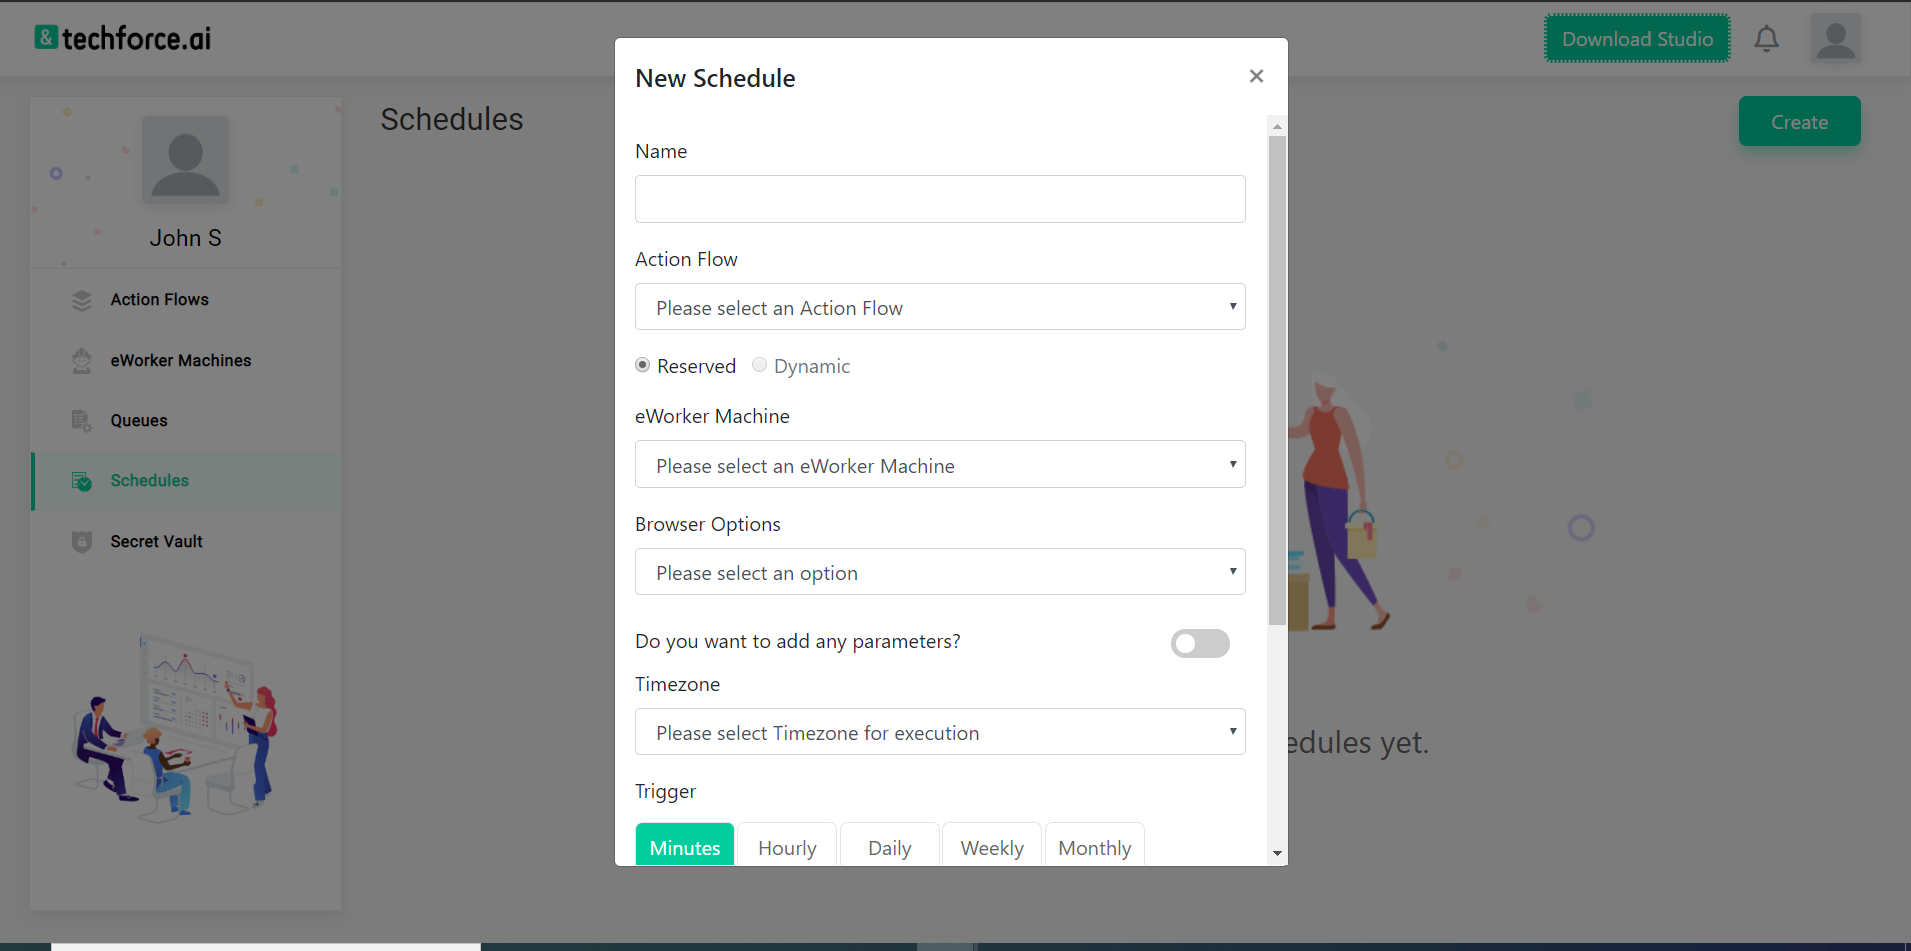 & techforce.ai
Download Studio
John S
Action Flows
eWorker Machines
Queues
Schedules
Secret Vault
Schedules
Create
edules yet.
New Schedule
×
Name
Action Flow
Please select an Action Flow
Reserved Dynamic
eWorker Machine
Please select an eWorker Machine
Browser Options
Please select an option
Do you want to add any parameters?
Timezone
Please select Timezone for execution
Trigger
Minutes Hourly Daily Weekly Monthly